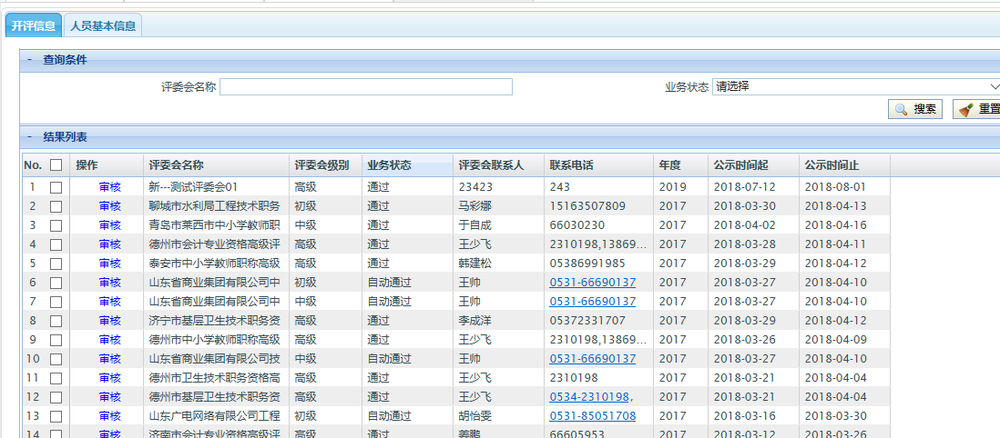 开评信息 人员基本信息
- 查询条件
评委会名称 业务状态 请选择
搜索 重置
- 结果列表
No. 操作 评委会名称 评委会级别 业务状态 评委会联系人 联系电话 年度 公示时间起 公示时间止
1 审核 新---测试评委会01 高级 通过 23423 243 2019 2018-07-12 2018-08-01
2 审核 聊城市水利局工程技术职务 初级 通过 马彩娜 15163507809 2017 2018-03-30 2018-04-13
3 审核 青岛市莱西市中小学教师职 中级 通过 于自成 66030230 2017 2018-04-02 2018-04-16
4 审核 德州市会计专业资格高级评 高级 通过 王少飞 2310198,13869... 2017 2018-03-28 2018-04-11
5 审核 泰安市中小学教师职称高级 高级 通过 韩建松 05386991985 2017 2018-03-29 2018-04-12
6 审核 山东省商业集团有限公司中 初级 自动通过 王帅 0531-66690137 2017 2018-03-27 2018-04-10
7 审核 山东省商业集团有限公司中 中级 自动通过 王帅 0531-66690137 2017 2018-03-27 2018-04-10
8 审核 济宁市基层卫生技术职务资 高级 通过 李成洋 05372331707 2017 2018-03-29 2018-04-12
9 审核 德州市中小学教师职称高级 高级 通过 王少飞 2310198,13869... 2017 2018-03-26 2018-04-09
10 审核 山东省商业集团有限公司技 中级 自动通过 王帅 0531-66690137 2017 2018-03-27 2018-04-10
11 审核 德州市卫生技术职务资格高 高级 通过 王少飞 2310198 2017 2018-03-21 2018-04-04
12 审核 德州市基层卫生技术职务资 高级 通过 王少飞 0534-2310198, 2017 2018-03-21 2018-04-04
13 审核 山东广电网络有限公司工程 初级 自动通过 胡怡雯 0531-85051708 2017 2018-03-16 2018-03-30
14 审核 济南市会计专业资格高级评 高级 通过 姜鹏 66605953 2017 2018-03-12 2018-03-26